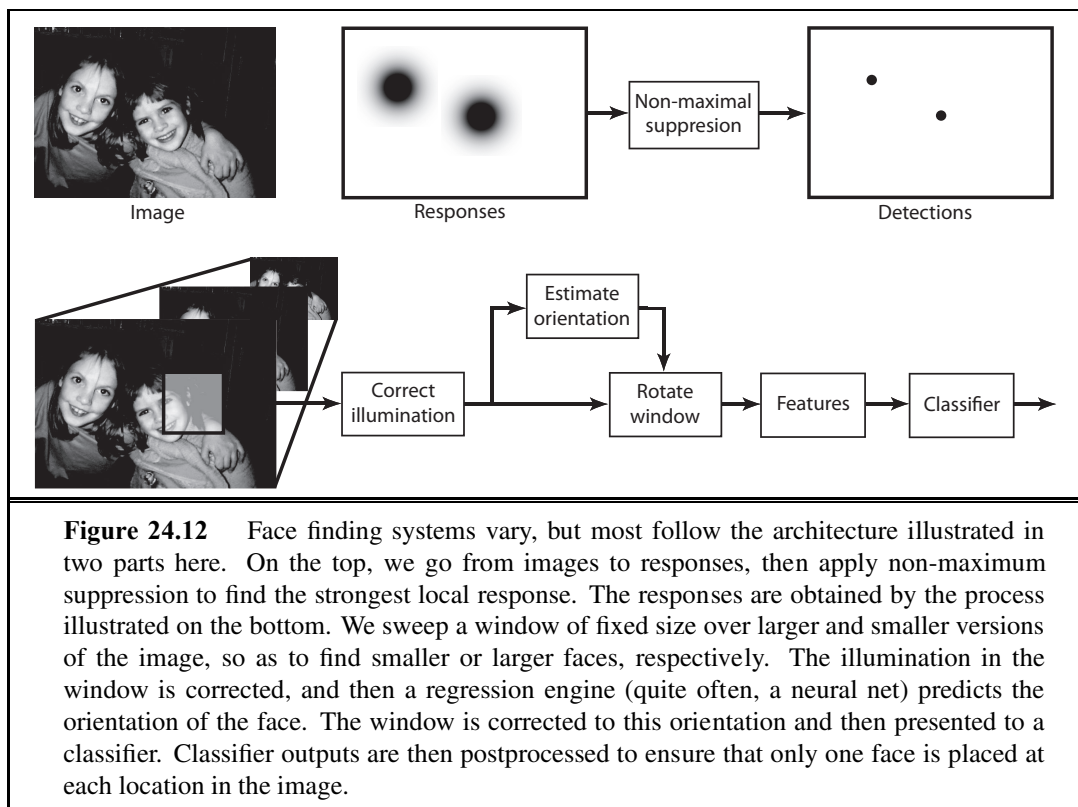 Image
Responses
Non-maximal
suppresion
Detections
Correct
illumination
Estimate
orientation
Rotate
window
Features
Classifier
Figure 24.12 Face finding systems vary, but most follow the architecture illustrated in
two parts here. On the top, we go from images to responses, then apply non-maximum
suppression to find the strongest local response. The responses are obtained by the process
illustrated on the bottom. We sweep a window of fixed size over larger and smaller versions
of the image, so as to find smaller or larger faces, respectively. The illumination in the
window is corrected, and then a regression engine (quite often, a neural net) predicts the
orientation of the face. The window is corrected to this orientation and then presented to a
classifier. Classifier outputs are then postprocessed to ensure that only one face is placed at
each location in the image.